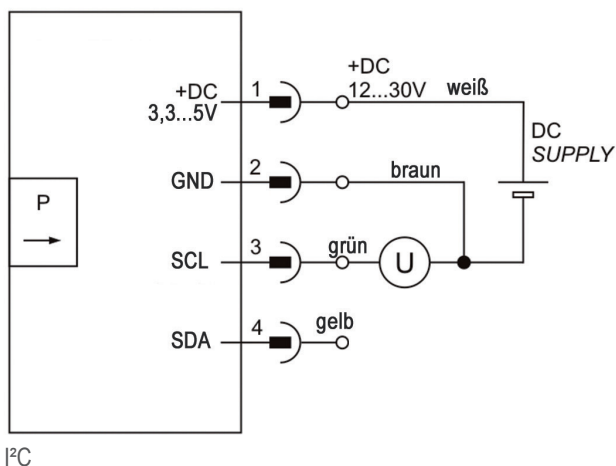 +DC
3,3...5V
1
+DC
12...30V
weiß
DC
SUPPLY
GND
2
braun
P
SCL
3
grün
U
SDA
4
gelb
I²C